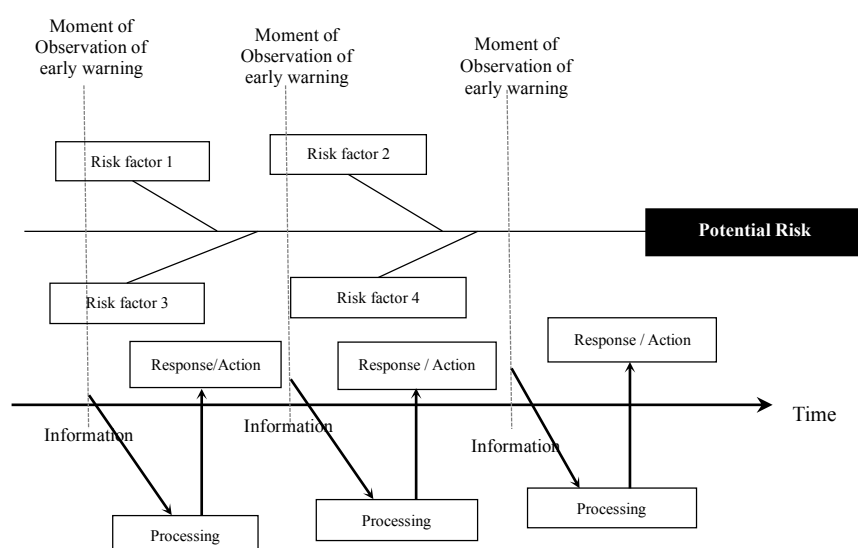 Moment of
Observation of
early warning
Moment of
Observation of
early warning
Moment of
Observation of
early warning
Risk factor 1
Risk factor 2
Potential Risk
Risk factor 3
Risk factor 4
Response/Action
Response / Action
Response / Action
Time
Information
Information
Information
Processing
Processing
Processing